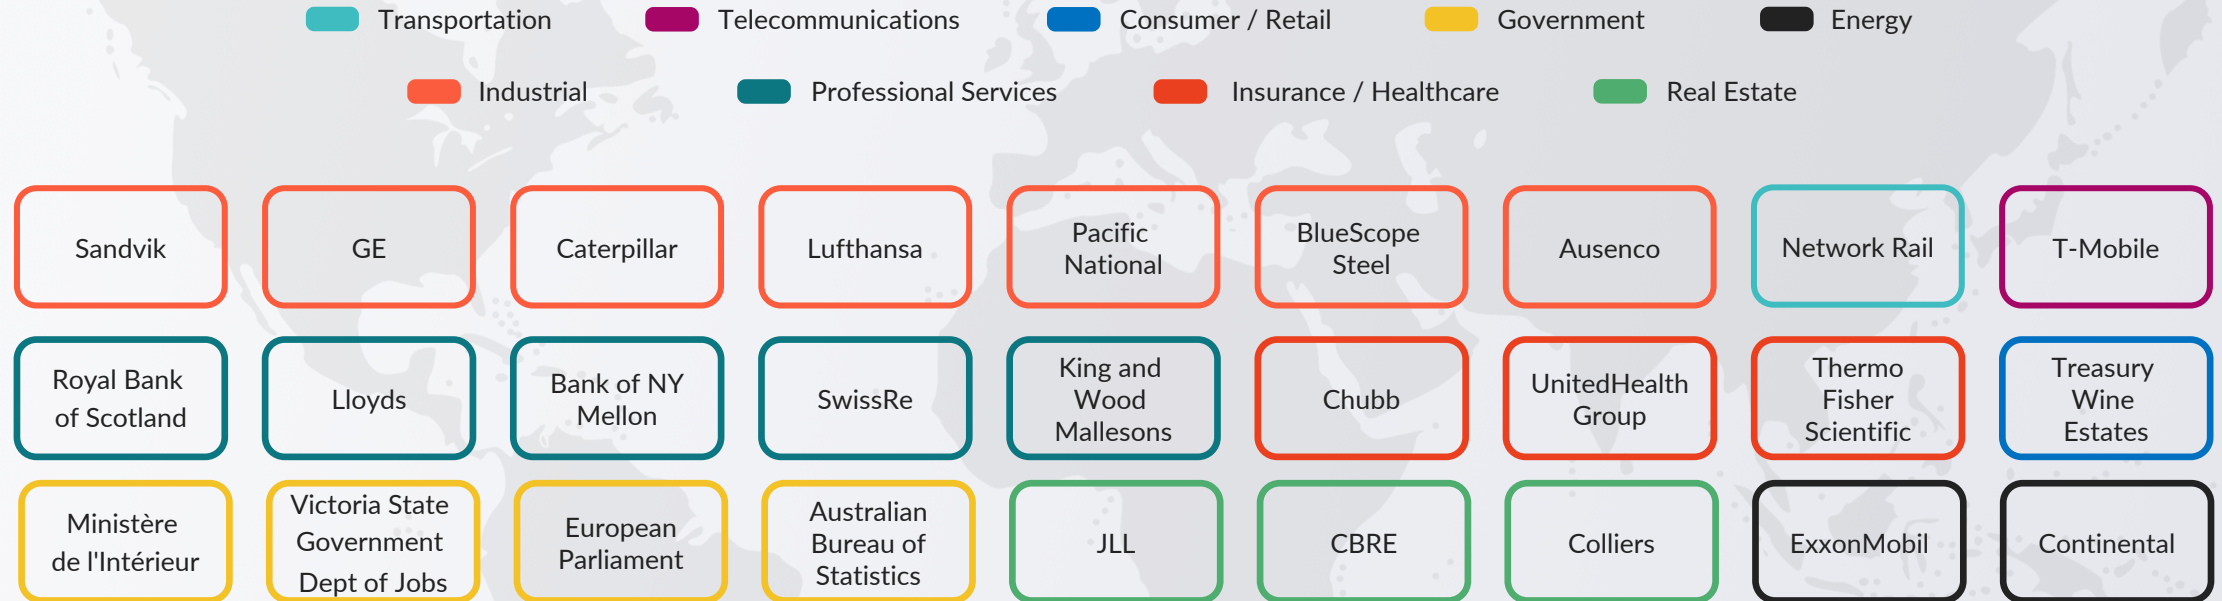 Transportation
Telecommunications
Consumer / Retail
Government
Energy
Industrial
Professional Services
Insurance / Healthcare
Real Estate
Sandvik
GE
Caterpillar
Lufthansa
Pacific
National
BlueScope
Steel
Ausenco
Network Rail
T-Mobile
Royal Bank
of Scotland
Lloyds
Bank of NY
Mellon
SwissRe
King and
Wood
Mallesons
Chubb
UnitedHealth
Group
Thermo
Fisher
Scientific
Treasury
Wine
Estates
Ministère
de l'Intérieur
Victoria State
Government
Dept of Jobs
European
Parliament
Australian
Bureau of
Statistics
JLL
CBRE
Colliers
ExxonMobil
Continental